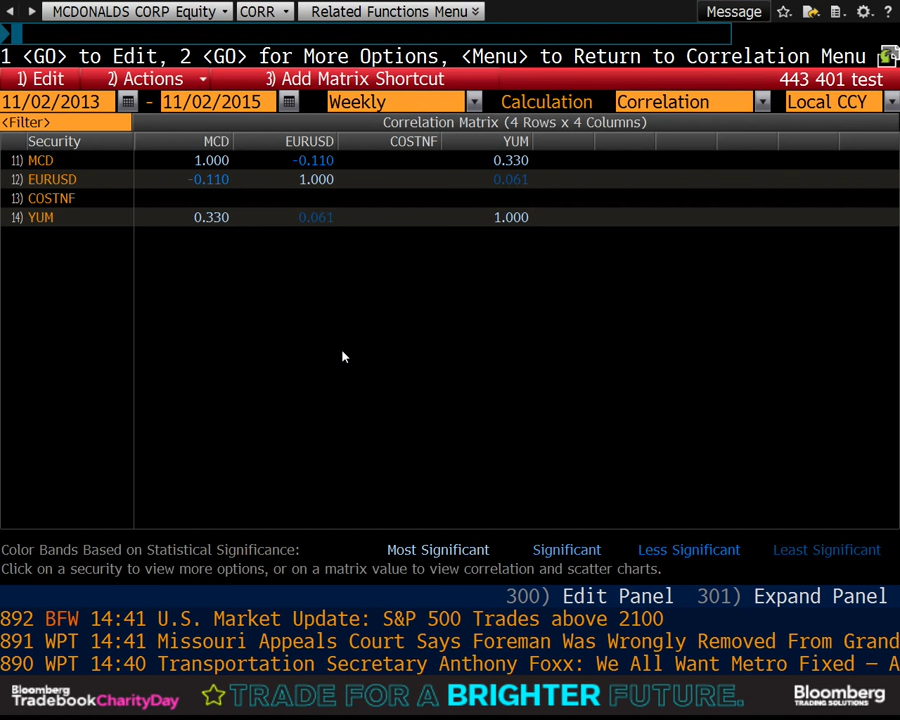 MCDONALDS CORP Equity CORR Related Functions Menu Message ?
1 <GO> to Edit, 2 <GO> for More Options, <Menu> to Return to Correlation Menu
1) Edit 2) Actions 3) Add Matrix Shortcut 443 401 test
11/02/2013 - 11/02/2015 Weekly Calculation Correlation Local CCY
<Filter> Correlation Matrix (4 Rows x 4 Columns)
Security MCD EURUSD COSTNF YUM
11) MCD 1.000 -0.110 0.330
12) EURUSD -0.110 1.000 0.061
13) COSTNF
14) YUM 0.330 0.061 1.000
Color Bands Based on Statistical Significance: Most Significant Significant Less Significant Least Significant
Click on a security to view more options, or on a matrix value to view correlation and scatter charts.
300) Edit Panel 301) Expand Panel
892 BFW 14:41 U.S. Market Update: S&P 500 Trades above 2100
891 WPT 14:41 Missouri Appeals Court Says Foreman Was Wrongly Removed From Grand
890 WPT 14:40 Transportation Secretary Anthony Foxx: We All Want Metro Fixed – A
Bloomberg
TradebookCharityDay
TRADE FOR A BRIGHTER FUTURE.
Bloomberg
TRADING SOLUTIONS